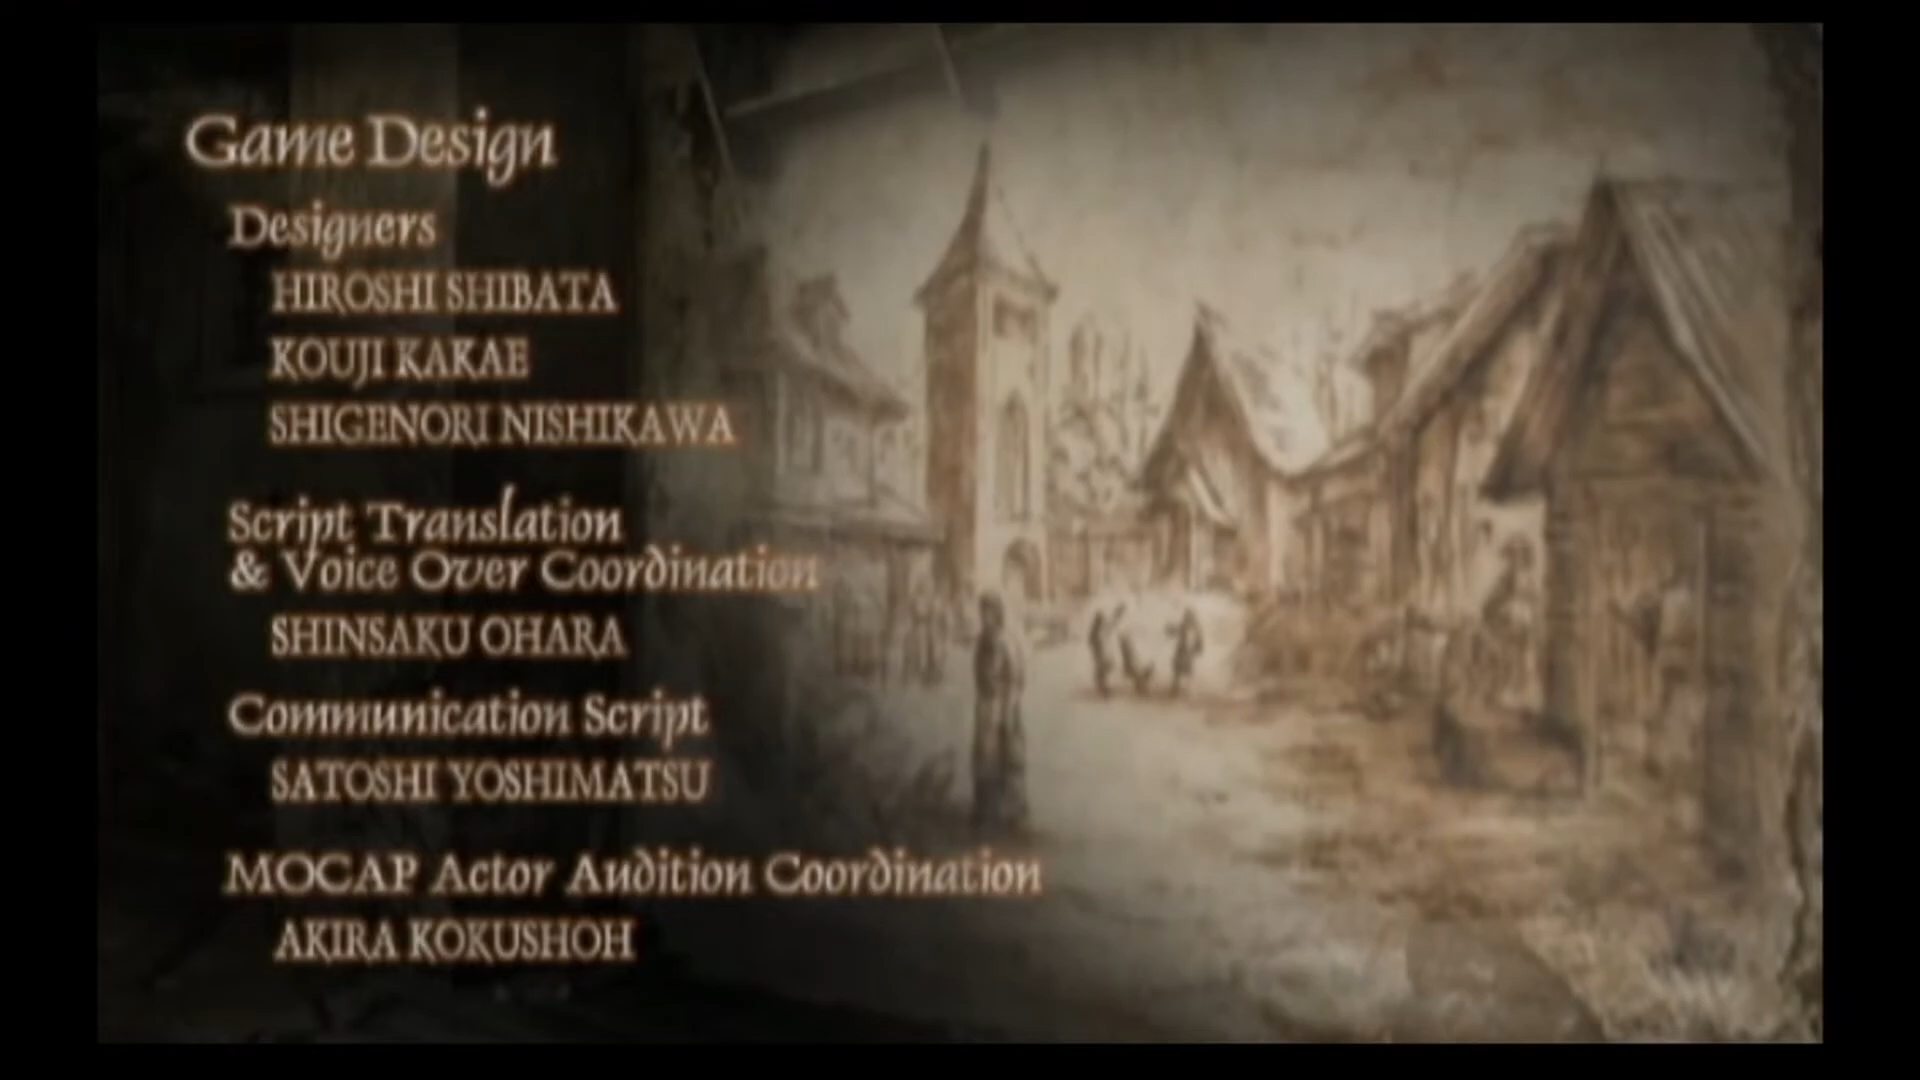 Game Design
Designers
HIROSHI SHIBATA
KOUJI KAKAE
SHIGENORI NISHIKAWA
Script Translation
& Voice Over Coordination
SHINSAKU OHARA
Communication Script
SATOSHI YOSHIMATSU
MOCAP Actor Audition Coordination
AKIRA KOKUSHOH